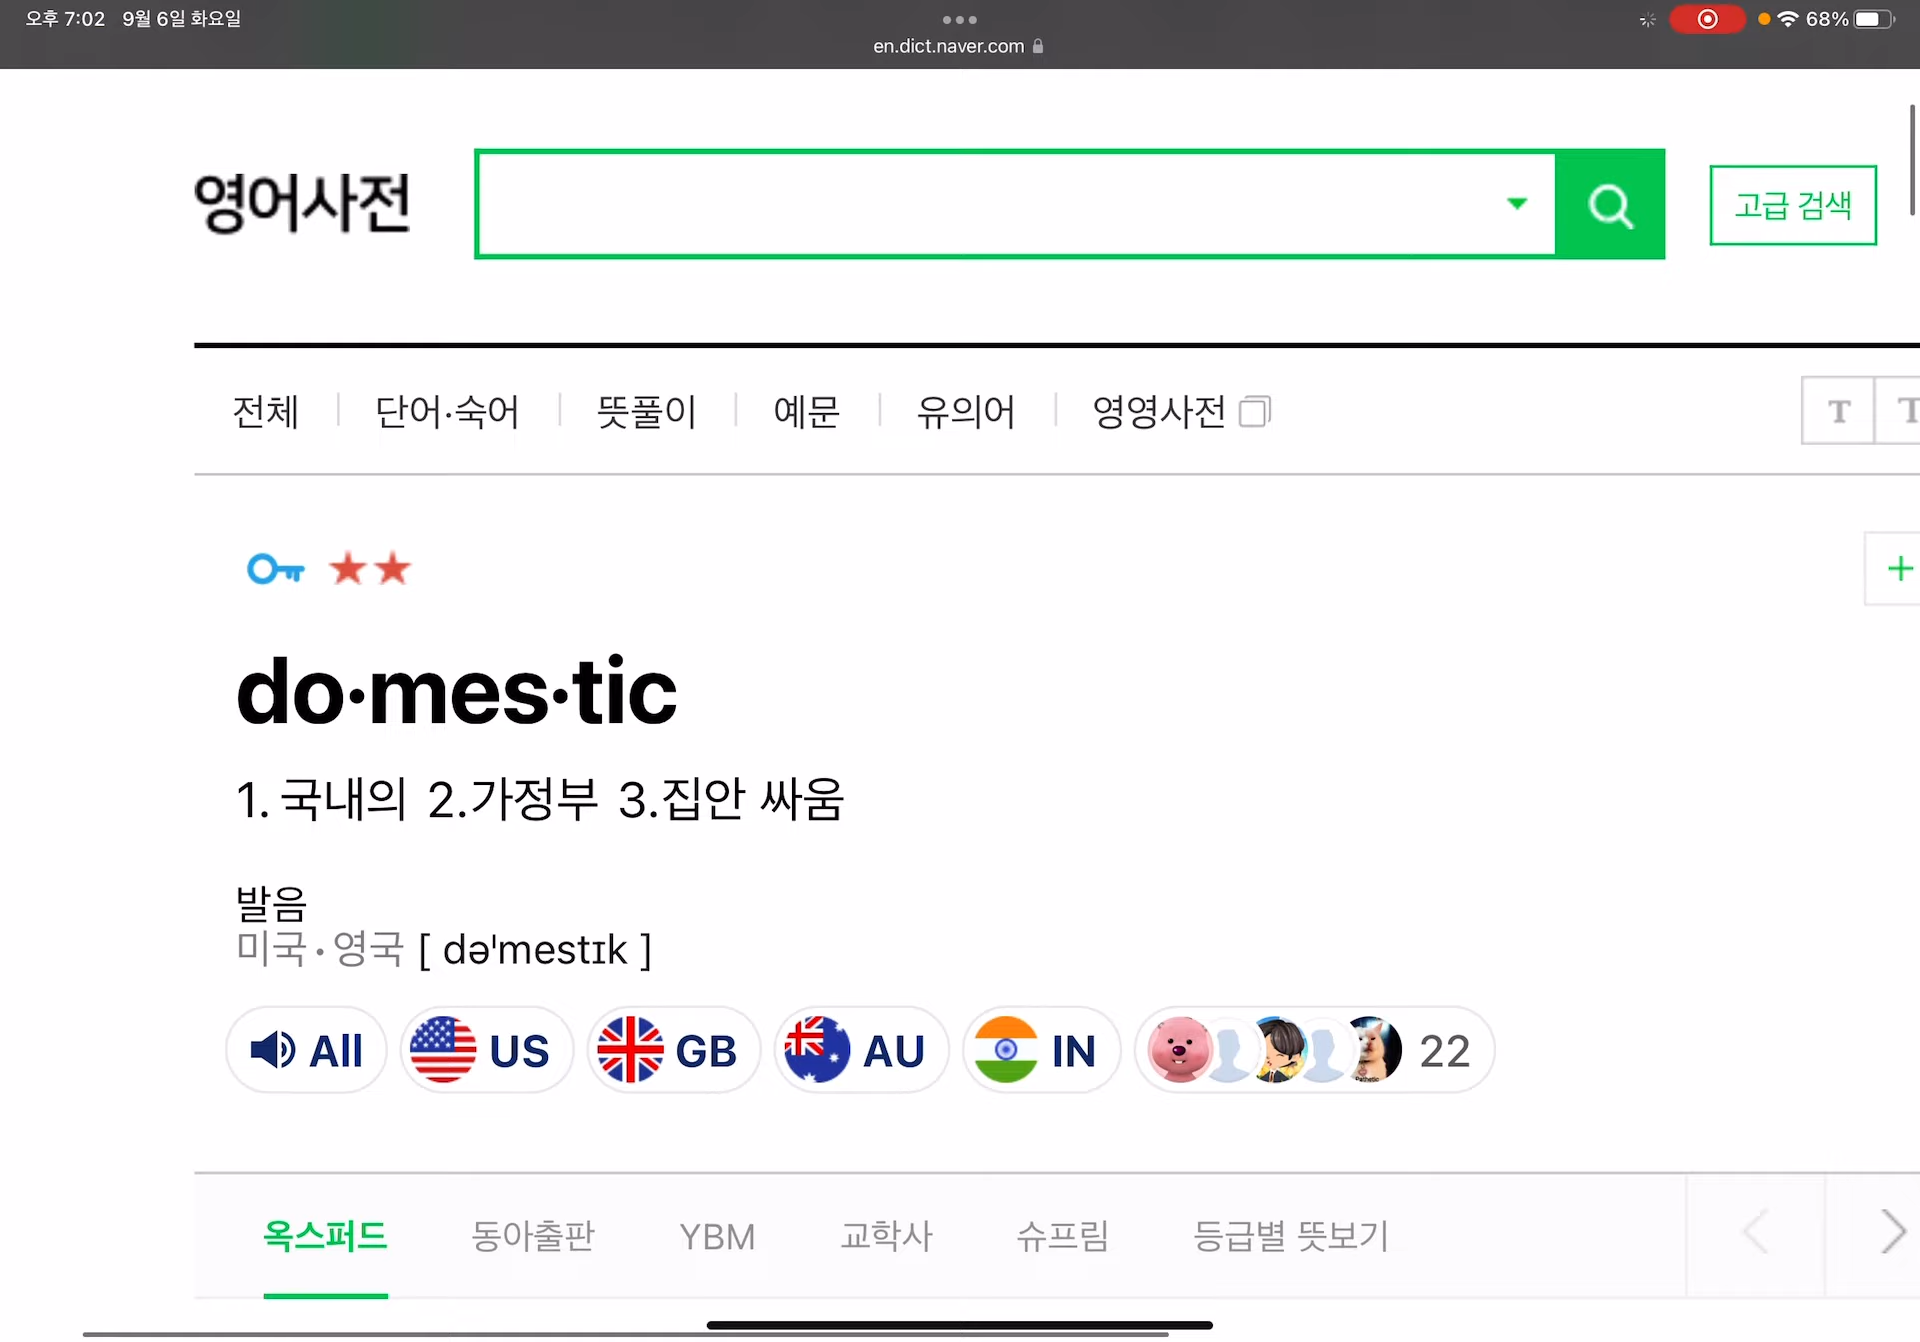 오후 7:02 9월 6일 화요일
68%
en.dict.naver.com
영어사전
고급 검색
전체 단어·숙어 뜻풀이 예문 유의어 영영사전 T T
do·mes·tic
1. 국내의 2.가정부 3.집안 싸움
발음
미국·영국 [ dəˈmestɪk ]
All US GB AU IN 22
옥스퍼드 동아출판 YBM 교학사 슈프림 등급별 뜻보기